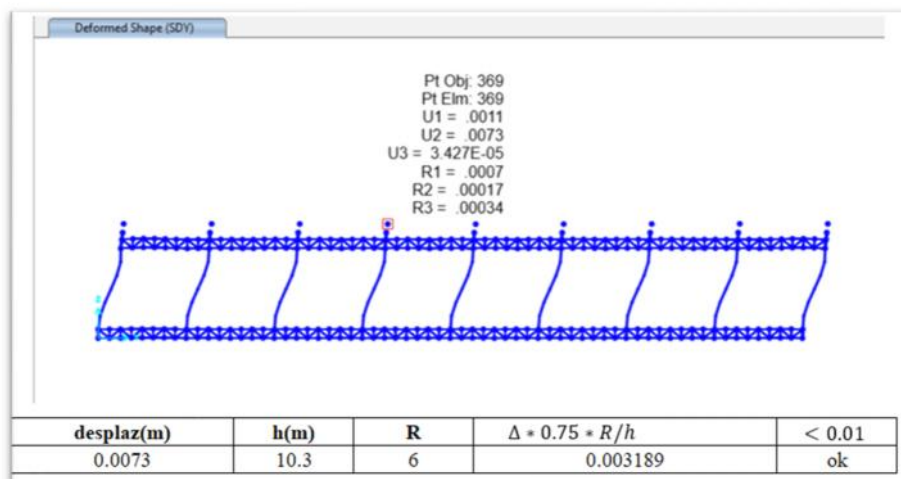 Deformed Shape (SDY)
Pt Obj: 369
Pt Elm: 369
U1 = .0011
U2 = .0073
U3 = 3.427E-05
R1 = .0007
R2 = .00017
R3 = .00034
desplaz(m) h(m) R Δ * 0.75 * R/h < 0.01
0.0073 10.3 6 0.003189 ok